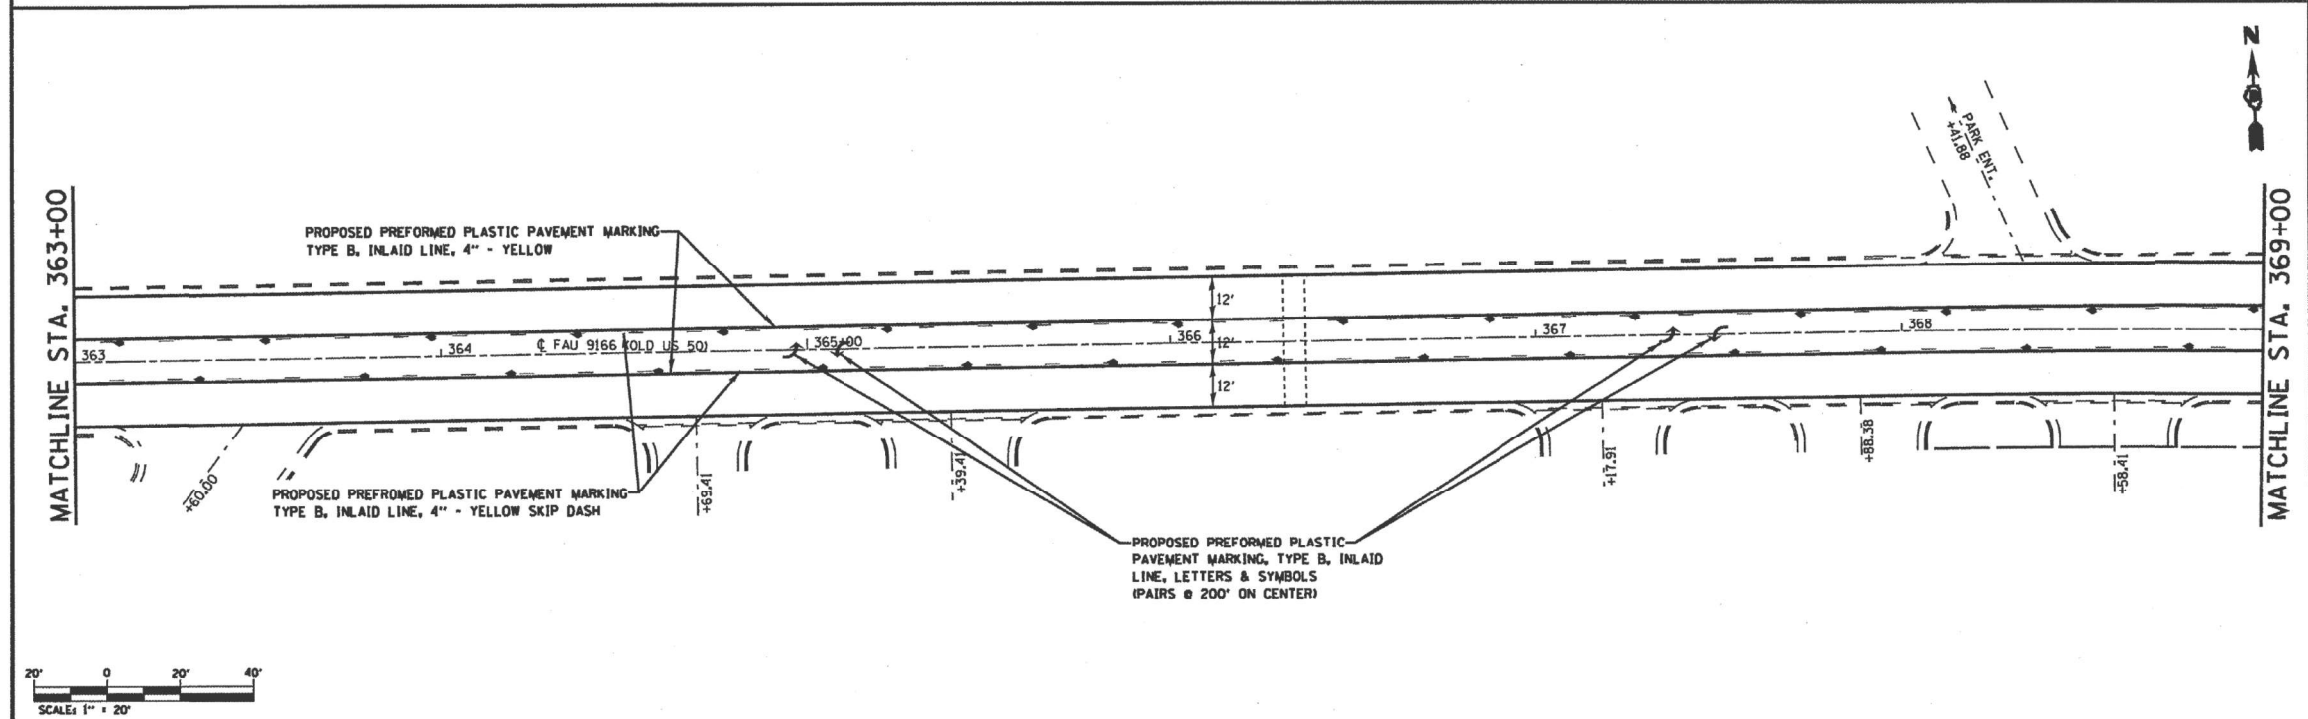 N
PARK ENT.
+41.88
MATCHLINE STA. 363+00
MATCHLINE STA. 369+00
PROPOSED PREFORMED PLASTIC PAVEMENT MARKING
TYPE B, INLAID LINE, 4" - YELLOW
12'
12'
12'
363
364
℄ FAU 9166 (OLD US 50)
365+00
366
367
368
+60.00
+69.41
+39.41
+17.91
+88.38
+58.41
PROPOSED PREFROMED PLASTIC PAVEMENT MARKING
TYPE B, INLAID LINE, 4" - YELLOW SKIP DASH
PROPOSED PREFORMED PLASTIC
PAVEMENT MARKING, TYPE B, INLAID
LINE, LETTERS & SYMBOLS
(PAIRS @ 200' ON CENTER)
20' 0 20' 40'
SCALE: 1" = 20'